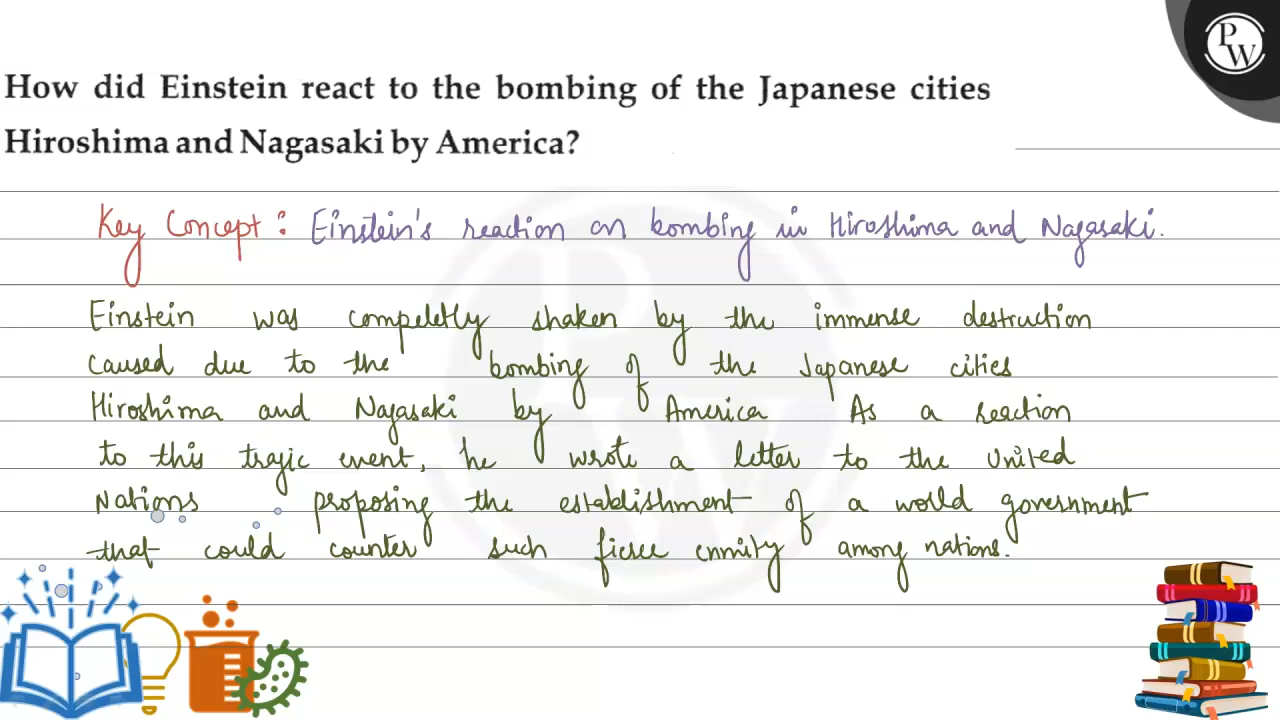 PW
How did Einstein react to the bombing of the Japanese cities
Hiroshima and Nagasaki by America?
Key Concept : Einstein's reaction on bombing in Hiroshima and Nagasaki.
Einstein was compeletly shaken by the immense destruction
caused due to the bombing of the Japanese cities
Hiroshima and Nagasaki by America As a reaction
to this trajic event, he wrote a letter to the United
Nations proposing the establishment of a world government
that could counter such fierce enmity among nations.